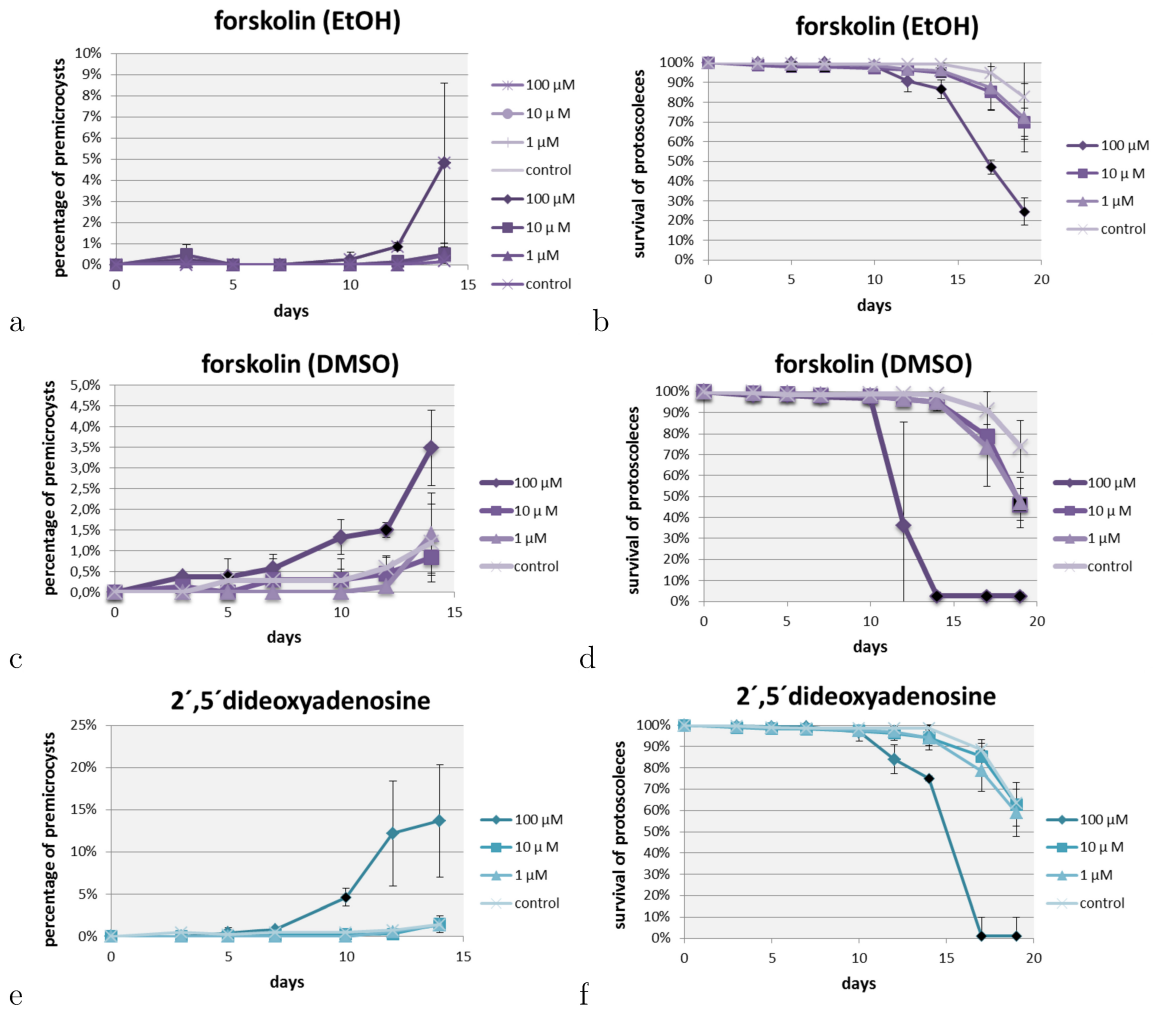 forskolin (EtOH)
percentage of premicrocysts
10%
9%
8%
7%
6%
5%
4%
3%
2%
1%
0%
0 5 10 15
days
100 µM
10 µ M
1 µM
control
100 µM
10 µ M
1 µM
control
a
forskolin (EtOH)
survival of protoscoleces
100%
90%
80%
70%
60%
50%
40%
30%
20%
10%
0%
0 5 10 15 20
days
100 µM
10 µ M
1 µM
control
b
forskolin (DMSO)
percentage of premicrocysts
5,0%
4,5%
4,0%
3,5%
3,0%
2,5%
2,0%
1,5%
1,0%
0,5%
0,0%
0 5 10 15
days
100 µM
10 µ M
1 µM
control
c
forskolin (DMSO)
survival of protoscoleces
100%
90%
80%
70%
60%
50%
40%
30%
20%
10%
0%
0 5 10 15 20
days
100 µM
10 µ M
1 µM
control
d
2´,5´dideoxyadenosine
percentage of premicrocysts
25%
20%
15%
10%
5%
0%
0 5 10 15
days
100 µM
10 µ M
1 µM
control
e
2´,5´dideoxyadenosine
survival of protoscoleces
100%
90%
80%
70%
60%
50%
40%
30%
20%
10%
0%
0 5 10 15 20
days
100 µM
10 µ M
1 µM
control
f